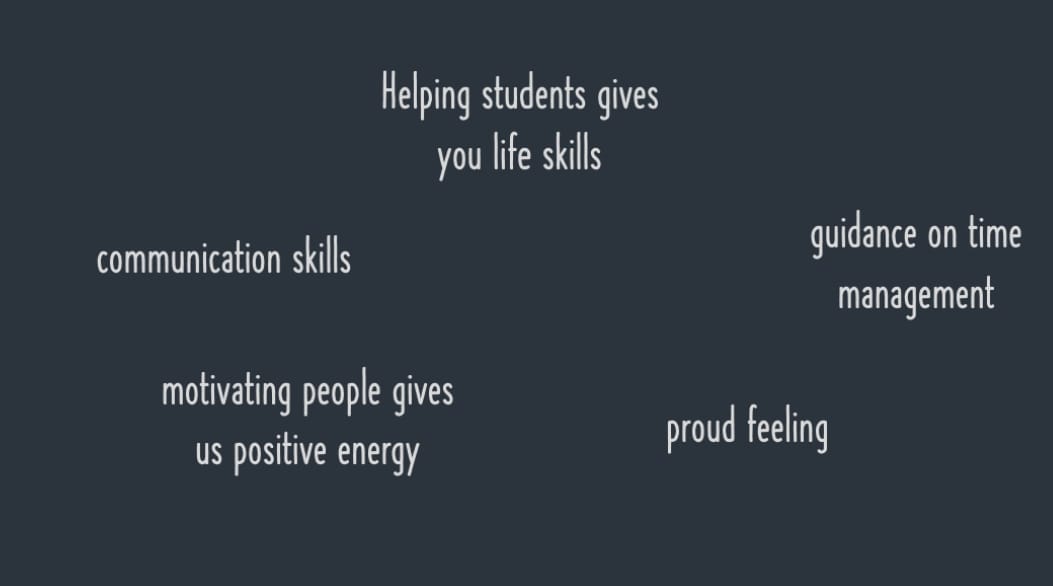 Helping students gives
you life skills
communication skills
guidance on time
management
motivating people gives
us positive energy
proud feeling